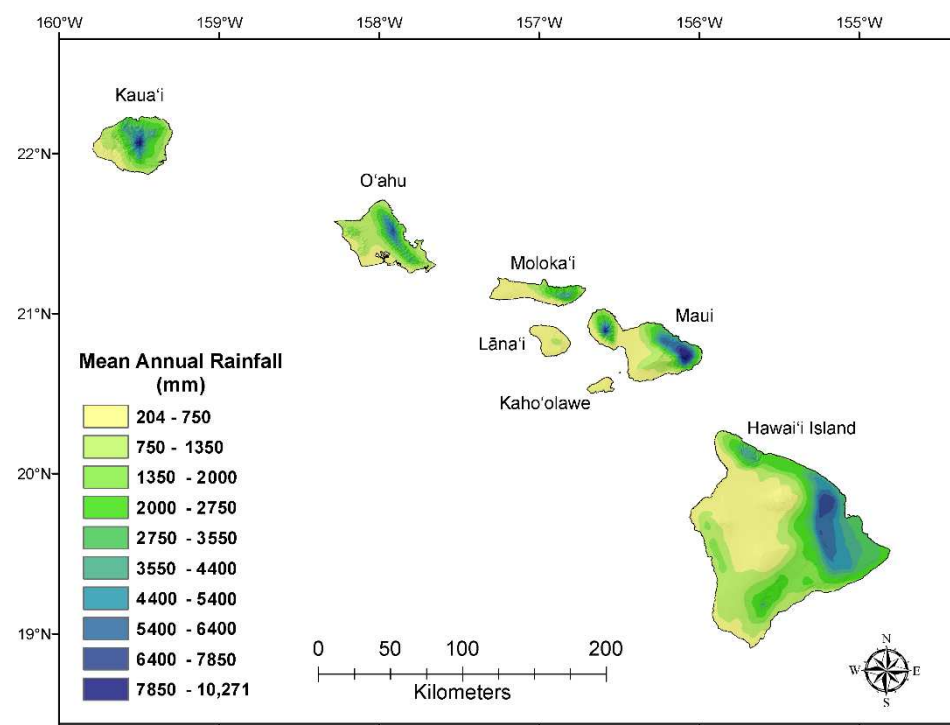 160°W 159°W 158°W 157°W 156°W 155°W
22°N
21°N
20°N
19°N
Kauaʻi
Oʻahu
Molokaʻi
Maui
Lānaʻi
Kahoʻolawe
Hawaiʻi Island
Mean Annual Rainfall
(mm)
204 - 750
750 - 1350
1350 - 2000
2000 - 2750
2750 - 3550
3550 - 4400
4400 - 5400
5400 - 6400
6400 - 7850
7850 - 10,271
0 50 100 200
Kilometers
N
W E
S